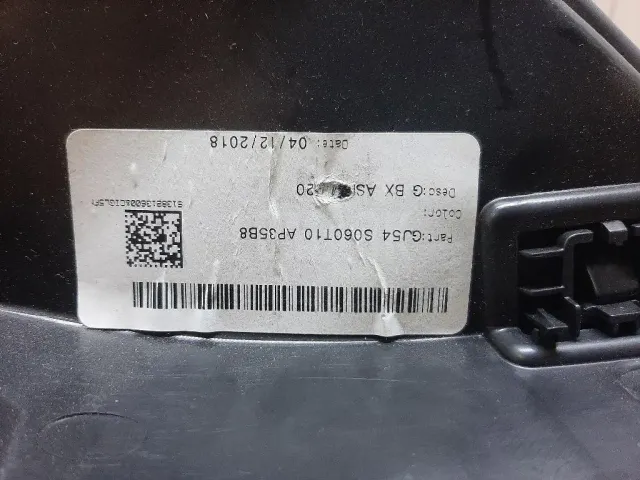 Part: GJ54 S060T10 AP35B8
Color:
Desc: G BX AS 20
Date: 04/12/2018